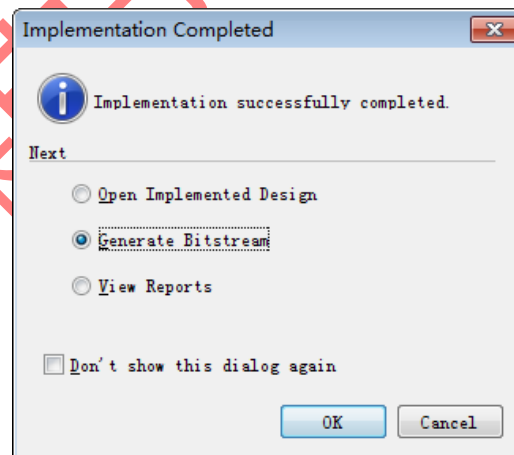 Implementation Completed
Implementation successfully completed.
Next
Open Implemented Design
Generate Bitstream
View Reports
Don't show this dialog again
OK
Cancel